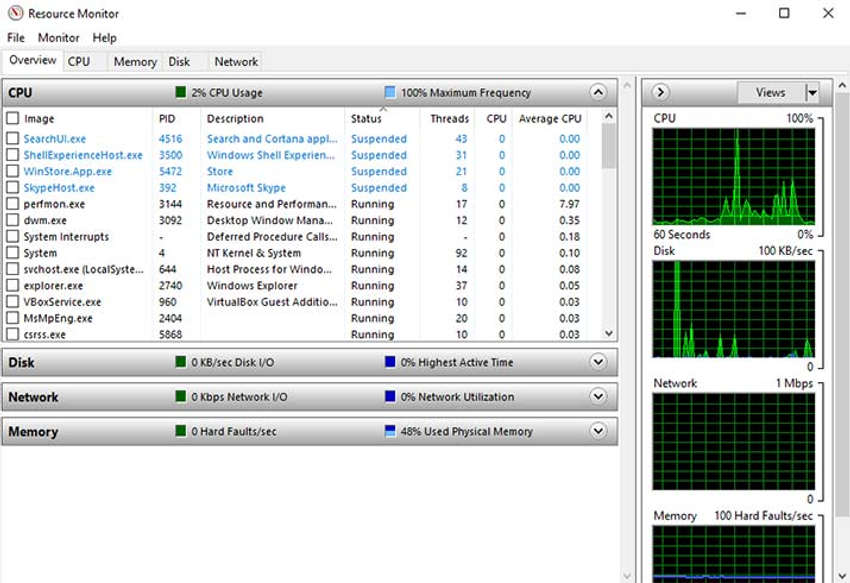 Resource Monitor
File Monitor Help
Overview CPU Memory Disk Network
CPU 2% CPU Usage 100% Maximum Frequency
Image PID Description Status Threads CPU Average CPU
SearchUI.exe 4516 Search and Cortana appl... Suspended 43 0 0.00
ShellExperienceHost.exe 3500 Windows Shell Experien... Suspended 31 0 0.00
WinStore.App.exe 5472 Store Suspended 21 0 0.00
SkypeHost.exe 392 Microsoft Skype Suspended 8 0 0.00
perfmon.exe 3144 Resource and Performan... Running 17 0 7.97
dwm.exe 3092 Desktop Window Mana... Running 12 0 0.35
System Interrupts - Deferred Procedure Calls... Running - 0 0.18
System 4 NT Kernel & System Running 92 0 0.10
svchost.exe (LocalSyste... 644 Host Process for Windo... Running 14 0 0.08
explorer.exe 2740 Windows Explorer Running 37 0 0.05
VBoxService.exe 960 VirtualBox Guest Additio... Running 10 0 0.03
MsMpEng.exe 2404 Running 20 0 0.03
csrss.exe 5868 Running 10 0 0.03
Disk 0 KB/sec Disk I/O 0% Highest Active Time
Network 0 Kbps Network I/O 0% Network Utilization
Memory 0 Hard Faults/sec 48% Used Physical Memory
Views
CPU 100%
60 Seconds 0%
Disk 100 KB/sec
0
Network 1 Mbps
0
Memory 100 Hard Faults/sec